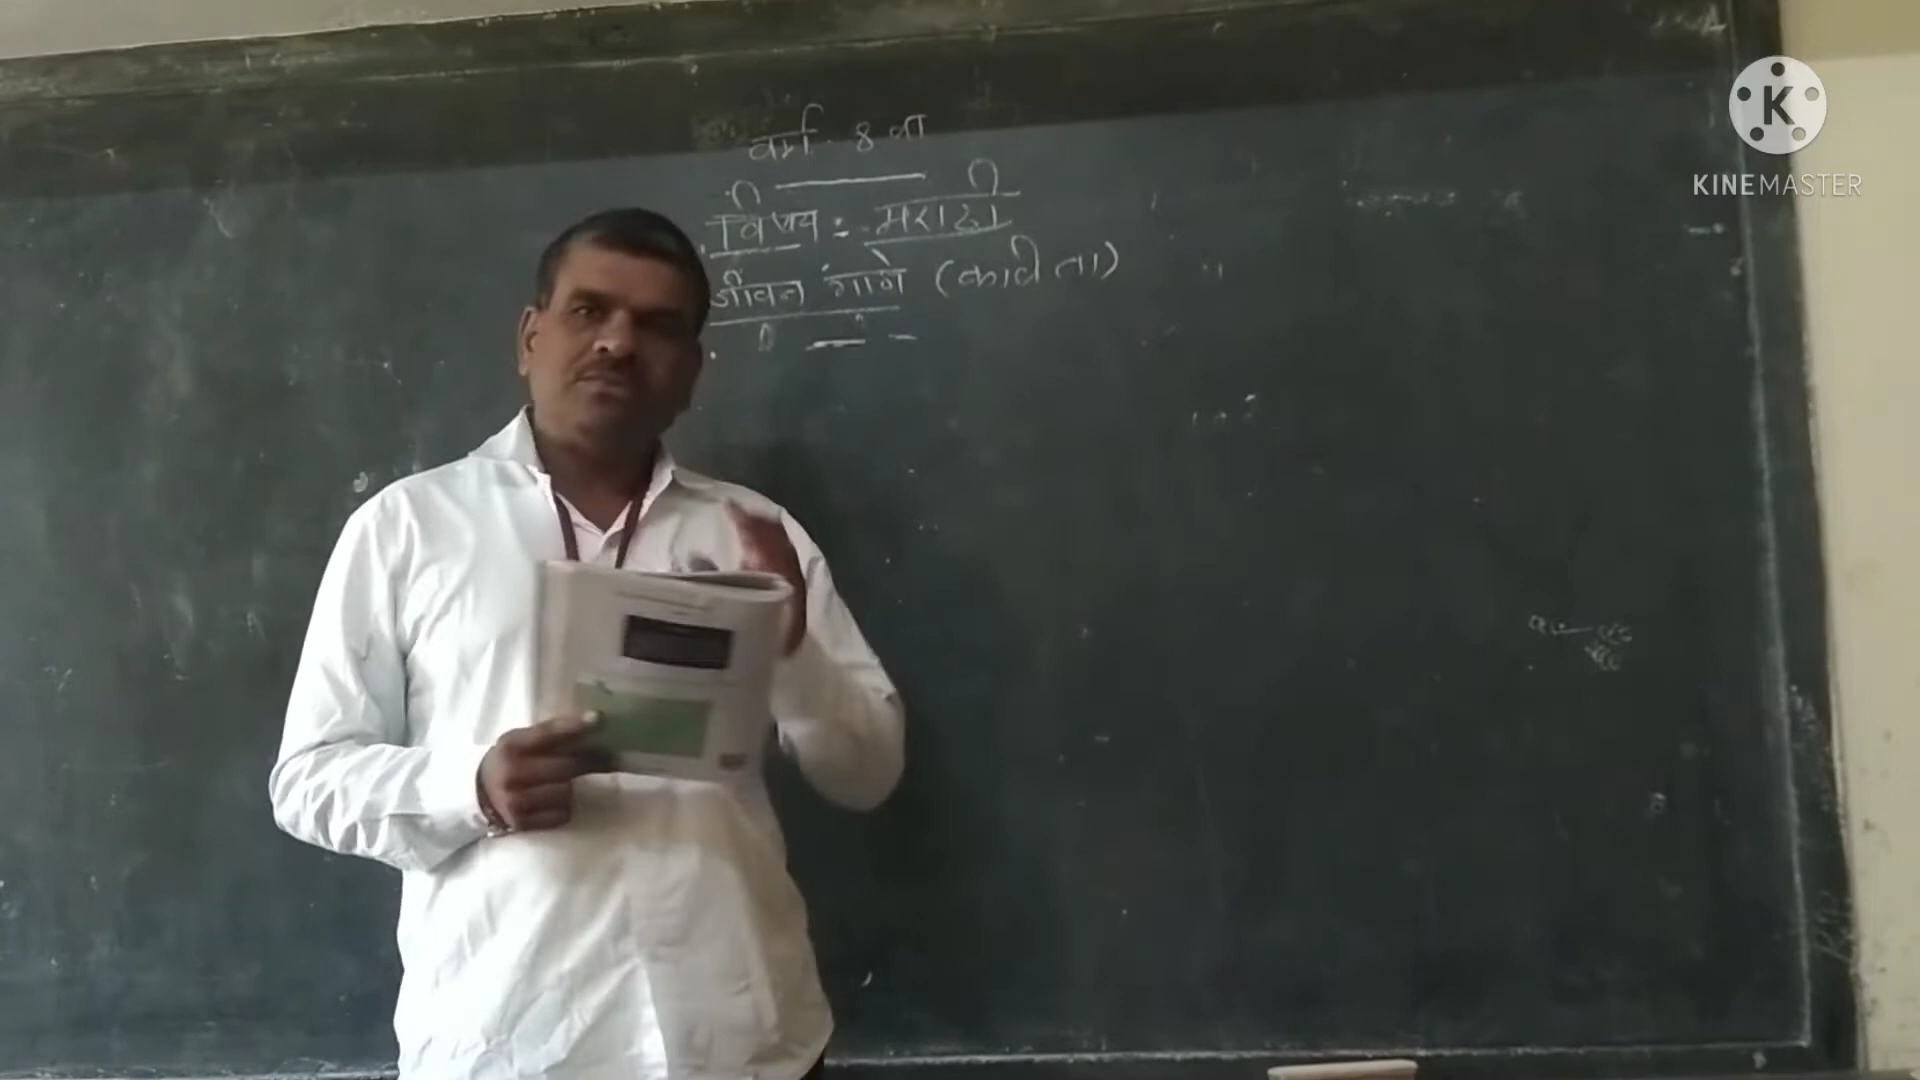 वर्ग ८ वा
विषय :- मराठी
जीवन गाणे (कविता)
KINEMASTER